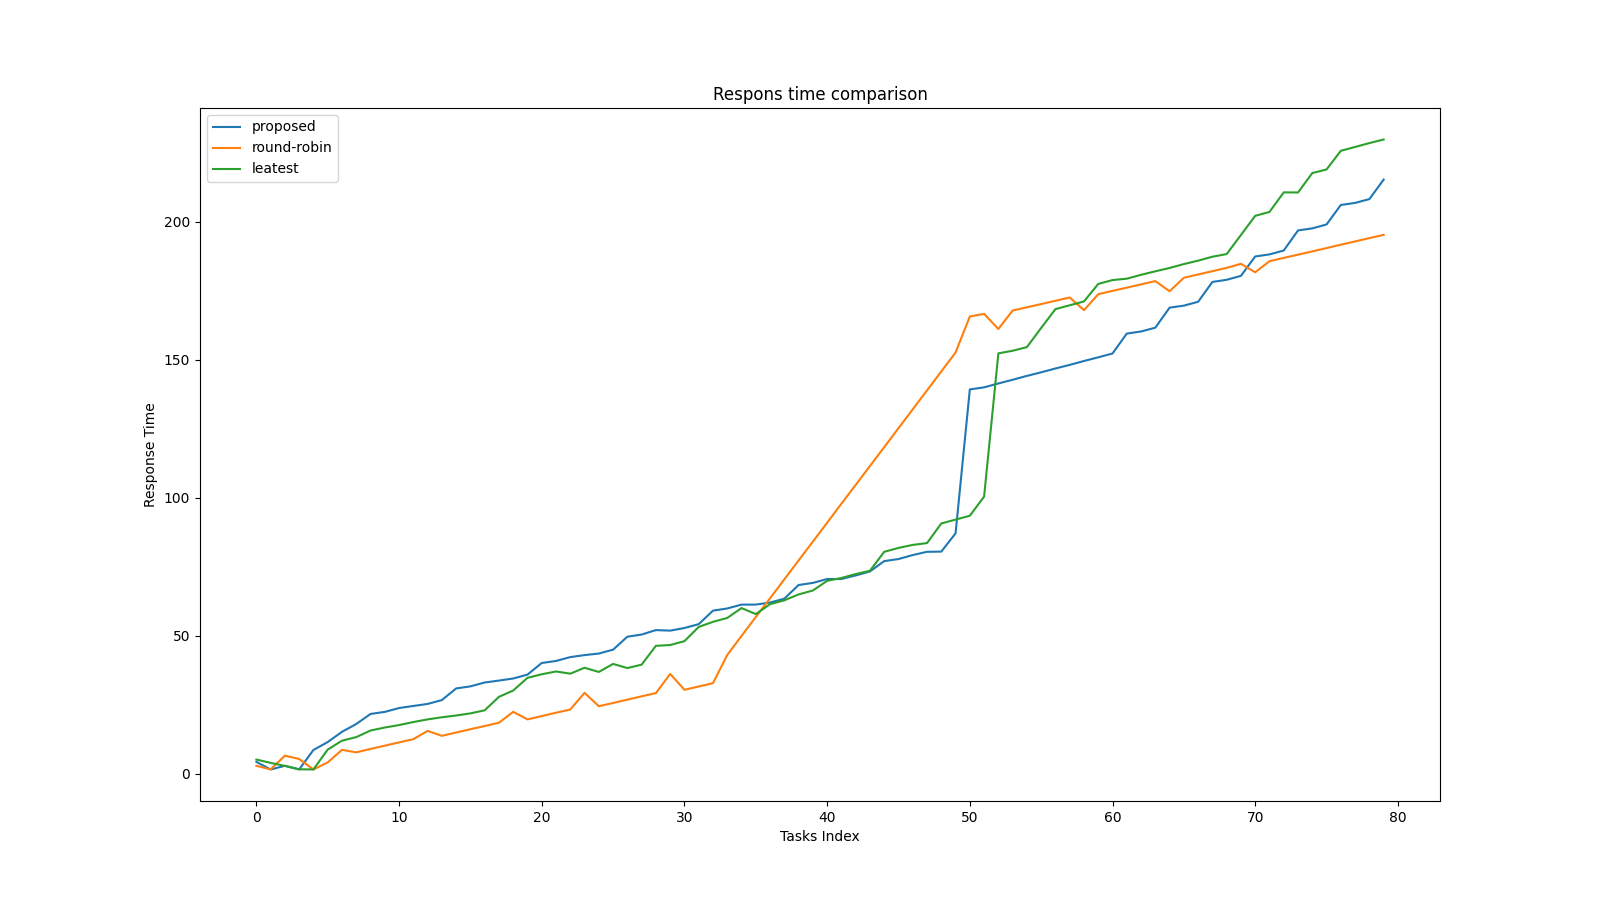 Respons time comparison
proposed
round-robin
leatest
200
150
100
50
0
Response Time
0 10 20 30 40 50 60 70 80
Tasks Index